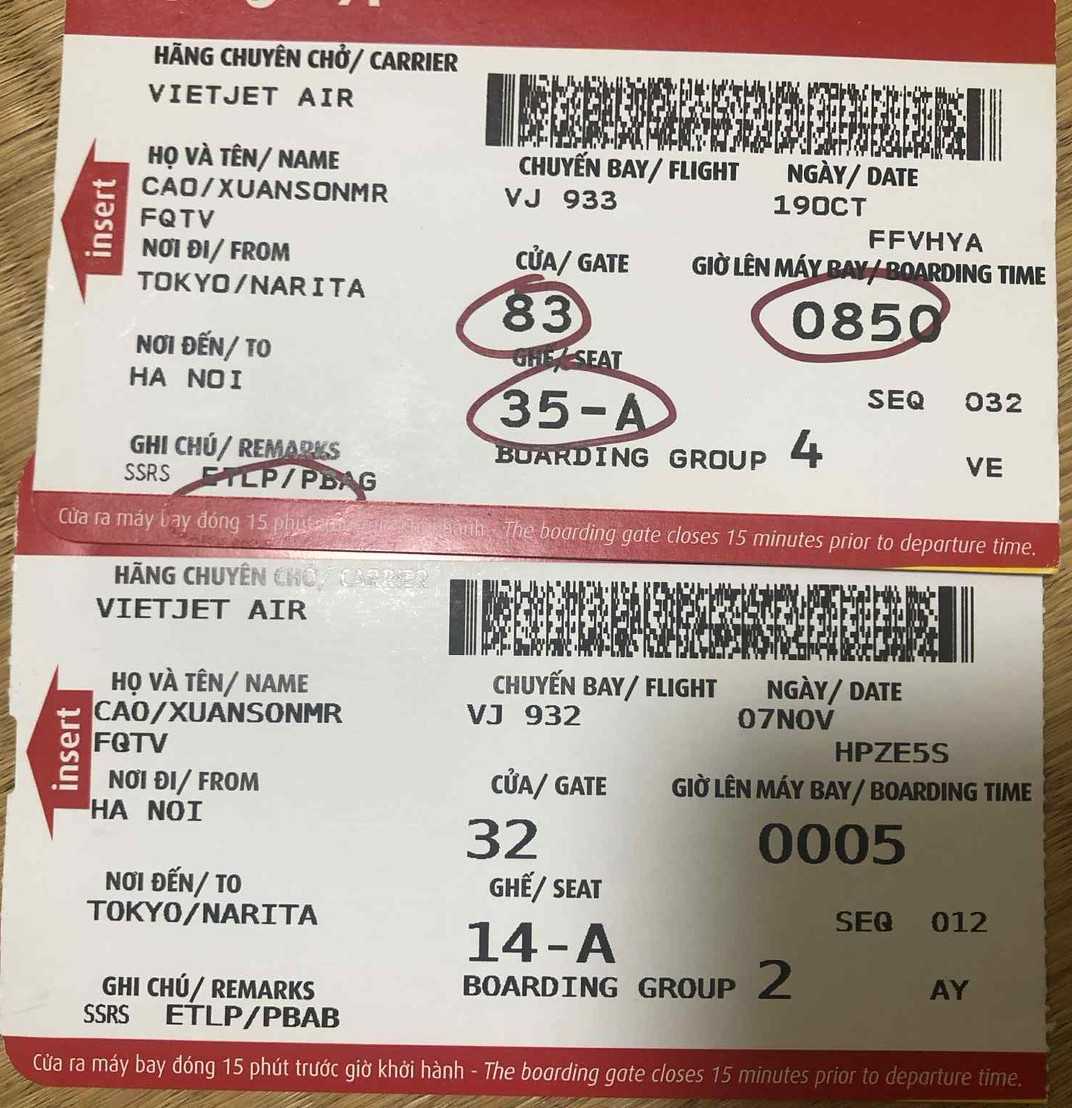 HÃNG CHUYÊN CHỞ/ CARRIER
VIETJET AIR
HỌ VÀ TÊN/ NAME
CAO/XUANSONMR
FQTV
CHUYẾN BAY/ FLIGHT
VJ 933
NGÀY/ DATE
19OCT
FFVHYA
insert
NƠI ĐI/ FROM
TOKYO/NARITA
CỬA/ GATE
83
GIỜ LÊN MÁY BAY/ BOARDING TIME
0850
NƠI ĐẾN/ TO
HA NOI
GHẾ/ SEAT
35-A
SEQ 032
GHI CHÚ/ REMARKS
SSRS ETLP/PBAG
BOARDING GROUP 4
VE
Cửa ra máy bay đóng 15 phút hành - The boarding gate closes 15 minutes prior to departure time.
HÃNG CHUYÊN CHỞ/ CARRIER
VIETJET AIR
HỌ VÀ TÊN/ NAME
CAO/XUANSONMR
FQTV
CHUYẾN BAY/ FLIGHT
VJ 932
NGÀY/ DATE
07NOV
HPZE5S
insert
NƠI ĐI/ FROM
HA NOI
CỬA/ GATE
32
GIỜ LÊN MÁY BAY/ BOARDING TIME
0005
NƠI ĐẾN/ TO
TOKYO/NARITA
GHẾ/ SEAT
14-A
SEQ 012
GHI CHÚ/ REMARKS
SSRS ETLP/PBAB
BOARDING GROUP 2
AY
Cửa ra máy bay đóng 15 phút trước giờ khởi hành - The boarding gate closes 15 minutes prior to departure time.